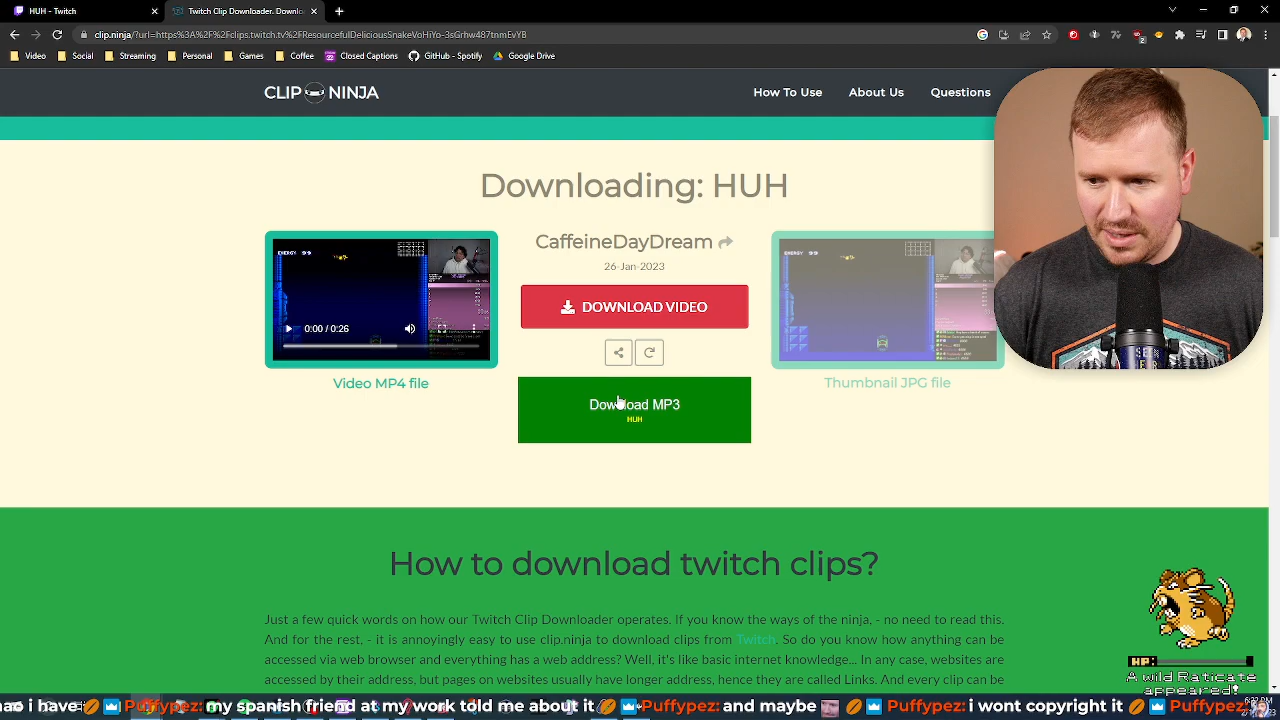 HUH - Twitch
Twitch Clip Downloader. Downlo
clip.ninja/?url=https%3A%2F%2Fclips.twitch.tv%2FResourcefulDeliciousSnakeVoHiYo-3sGrhw487tnmEvYB
Video
Social
Streaming
Personal
Games
Coffee
Closed Captions
GitHub - Spotify
Google Drive
CLIP NINJA
How To Use
About Us
Questions
Downloading: HUH
CaffeineDayDream
26-Jan-2023
DOWNLOAD VIDEO
ENERGY 99
0:00 / 0:26
ENERGY 99
Video MP4 file
Thumbnail JPG file
Download MP3
HUH
How to download twitch clips?
Just a few quick words on how our Twitch Clip Downloader operates. If you know the ways of the ninja, - no need to read this.
And for the rest, - it is annoyingly easy to use clip.ninja to download clips from Twitch. So do you know how anything can be
accessed via web browser and everything has a web address? Well, it's like basic internet knowledge... In any case, websites are
accessed by their address, but pages on websites usually have longer address, hence they are called Links. And every clip can be
HP:
A wild Raticate
appeared!
as i have Puffypez: my spanish friend at my work told me about it Puffypez: and maybe Puffypez: i wont copyright it Puffypez: